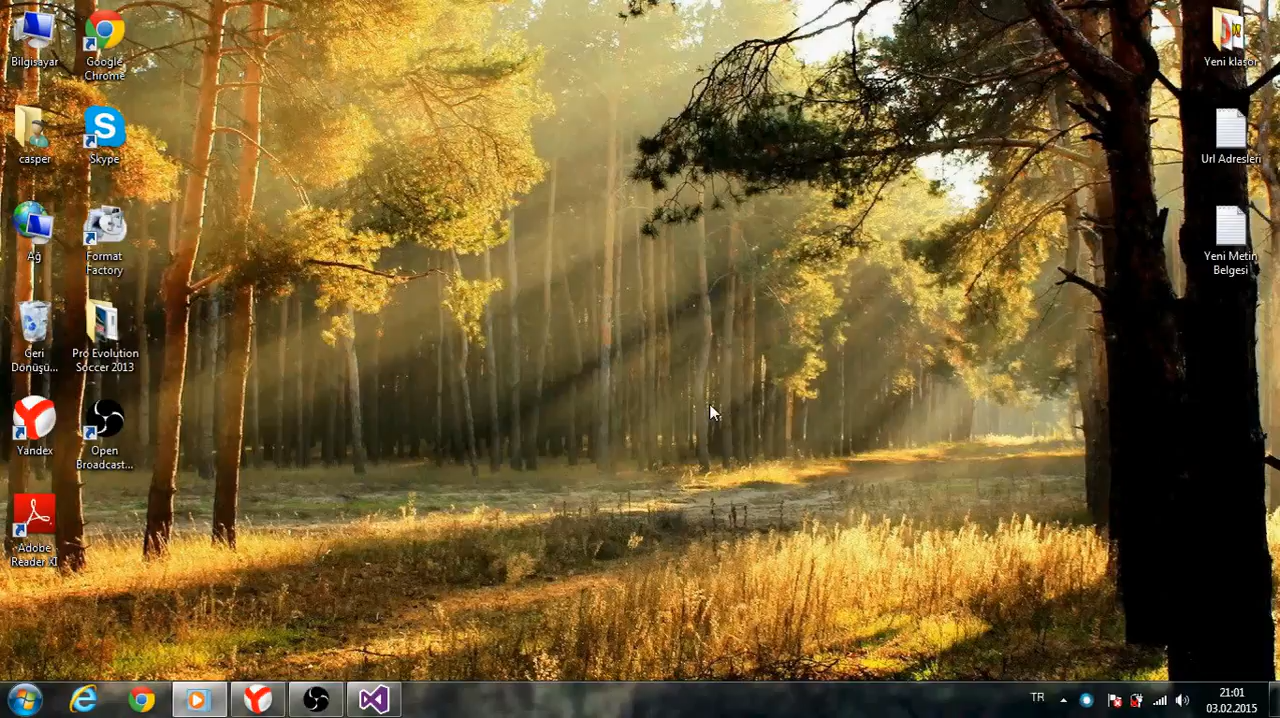 Bilgisayar
Google
Chrome
casper
Skype
Ağ
Format
Factory
Geri
Dönüşü...
Pro Evolution
Soccer 2013
Yandex
Open
Broadcast...
Adobe
Reader XI
Yeni klasör
Url Adresleri
Yeni Metin
Belgesi
TR
21:01
03.02.2015